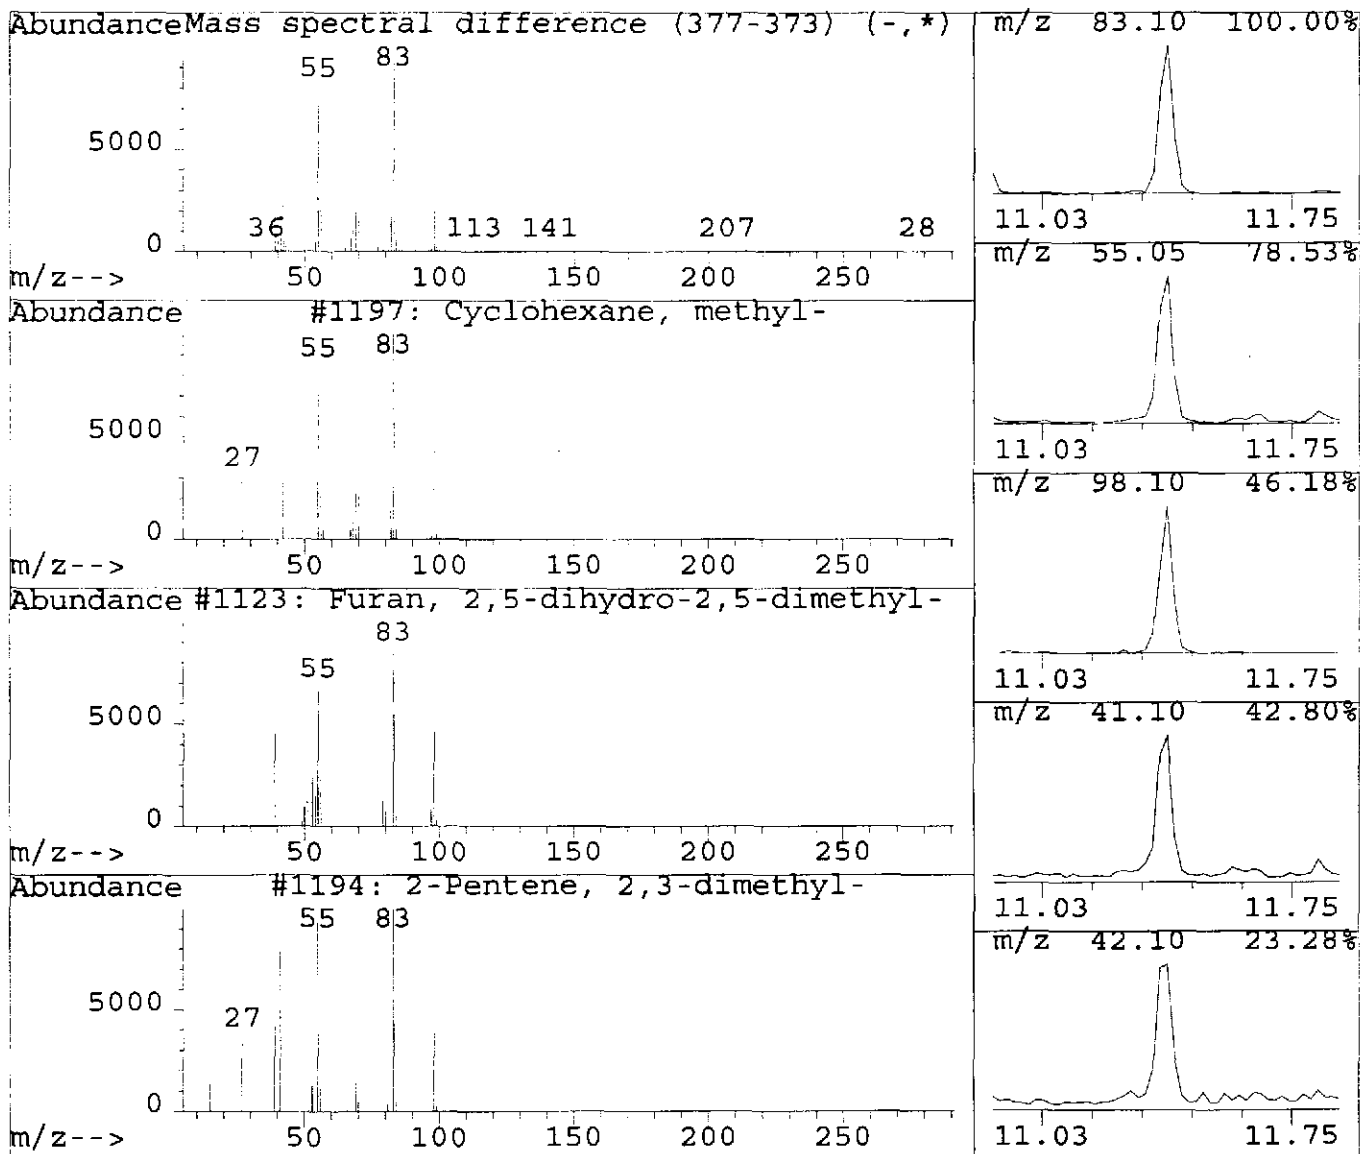 AbundanceMass spectral difference (377-373) (-,*)
83
55
5000
36 113 141 207 28
0
m/z--> 50 100 150 200 250
Abundance #1197: Cyclohexane, methyl-
55 83
5000
27
0
m/z--> 50 100 150 200 250
Abundance #1123: Furan, 2,5-dihydro-2,5-dimethyl-
83
55
5000
0
m/z--> 50 100 150 200 250
Abundance #1194: 2-Pentene, 2,3-dimethyl-
55 83
5000
27
0
m/z--> 50 100 150 200 250
m/z 83.10 100.00%
11.03 11.75
m/z 55.05 78.53%
11.03 11.75
m/z 98.10 46.18%
11.03 11.75
m/z 41.10 42.80%
11.03 11.75
m/z 42.10 23.28%
11.03 11.75